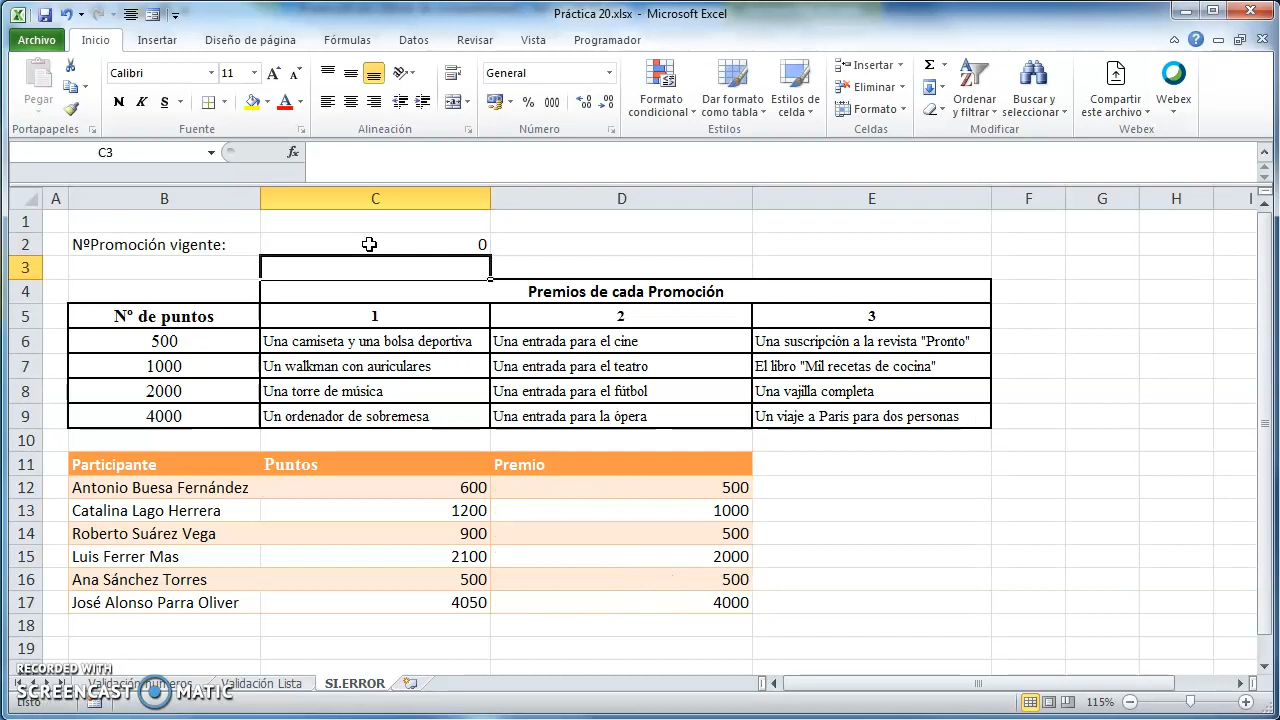 Práctica 20.xlsx - Microsoft Excel
Archivo Inicio Insertar Diseño de página Fórmulas Datos Revisar Vista Programador
Pegar
Portapapeles
Calibri 11
N K S
Fuente
Alineación
General
% 000
Número
Formato condicional
Dar formato como tabla
Estilos de celda
Estilos
Insertar
Eliminar
Formato
Celdas
Σ
Ordenar y filtrar
Buscar y seleccionar
Modificar
Compartir este archivo
Webex
Webex
C3 fx
A B C D E F G H I
1
2 NºPromoción vigente: 0
3
4 Premios de cada Promoción
5 Nº de puntos 1 2 3
6 500 Una camiseta y una bolsa deportiva Una entrada para el cine Una suscripción a la revista "Pronto"
7 1000 Un walkman con auriculares Una entrada para el teatro El libro "Mil recetas de cocina"
8 2000 Una torre de música Una entrada para el fútbol Una vajilla completa
9 4000 Un ordenador de sobremesa Una entrada para la ópera Un viaje a París para dos personas
10
11 Participante Puntos Premio
12 Antonio Buesa Fernández 600 500
13 Catalina Lago Herrera 1200 1000
14 Roberto Suárez Vega 900 500
15 Luis Ferrer Mas 2100 2000
16 Ana Sánchez Torres 500 500
17 José Alonso Parra Oliver 4050 4000
18
19
RECORDED WITH
SCREENCAST MATIC
Validación números Validación Lista SI.ERROR
Listo 115%